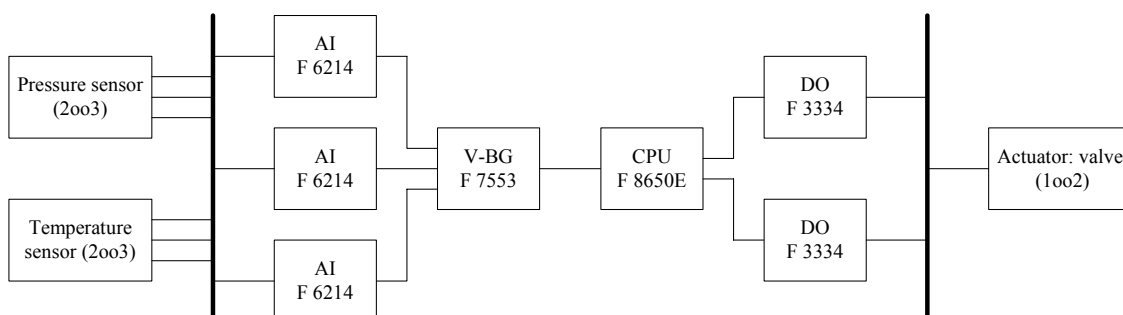 Pressure sensor
(2oo3)
Temperature
sensor (2oo3)
AI
F 6214
AI
F 6214
AI
F 6214
V-BG
F 7553
CPU
F 8650E
DO
F 3334
DO
F 3334
Actuator: valve
(1oo2)